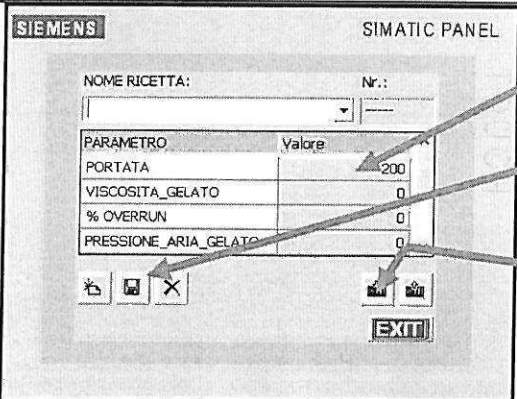 SIEMENS
SIMATIC PANEL
NOME RICETTA:
Nr.:
PARAMETRO Valore
PORTATA 200
VISCOSITA_GELATO 0
% OVERRUN 0
PRESSIONE_ARIA_GELATO 0
EXIT